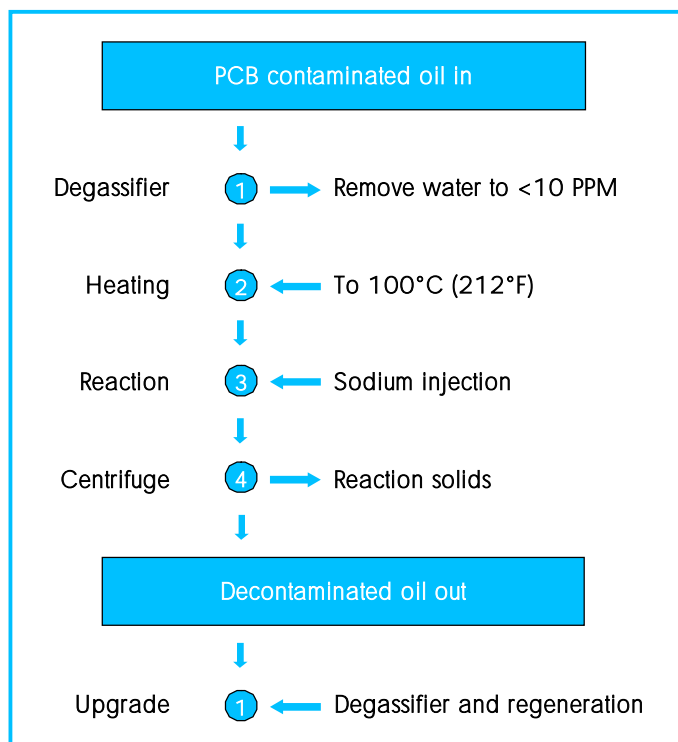 PCB contaminated oil in
Degassifier 1 Remove water to <10 PPM
Heating 2 To 100°C (212°F)
Reaction 3 Sodium injection
Centrifuge 4 Reaction solids
Decontaminated oil out
Upgrade 1 Degassifier and regeneration